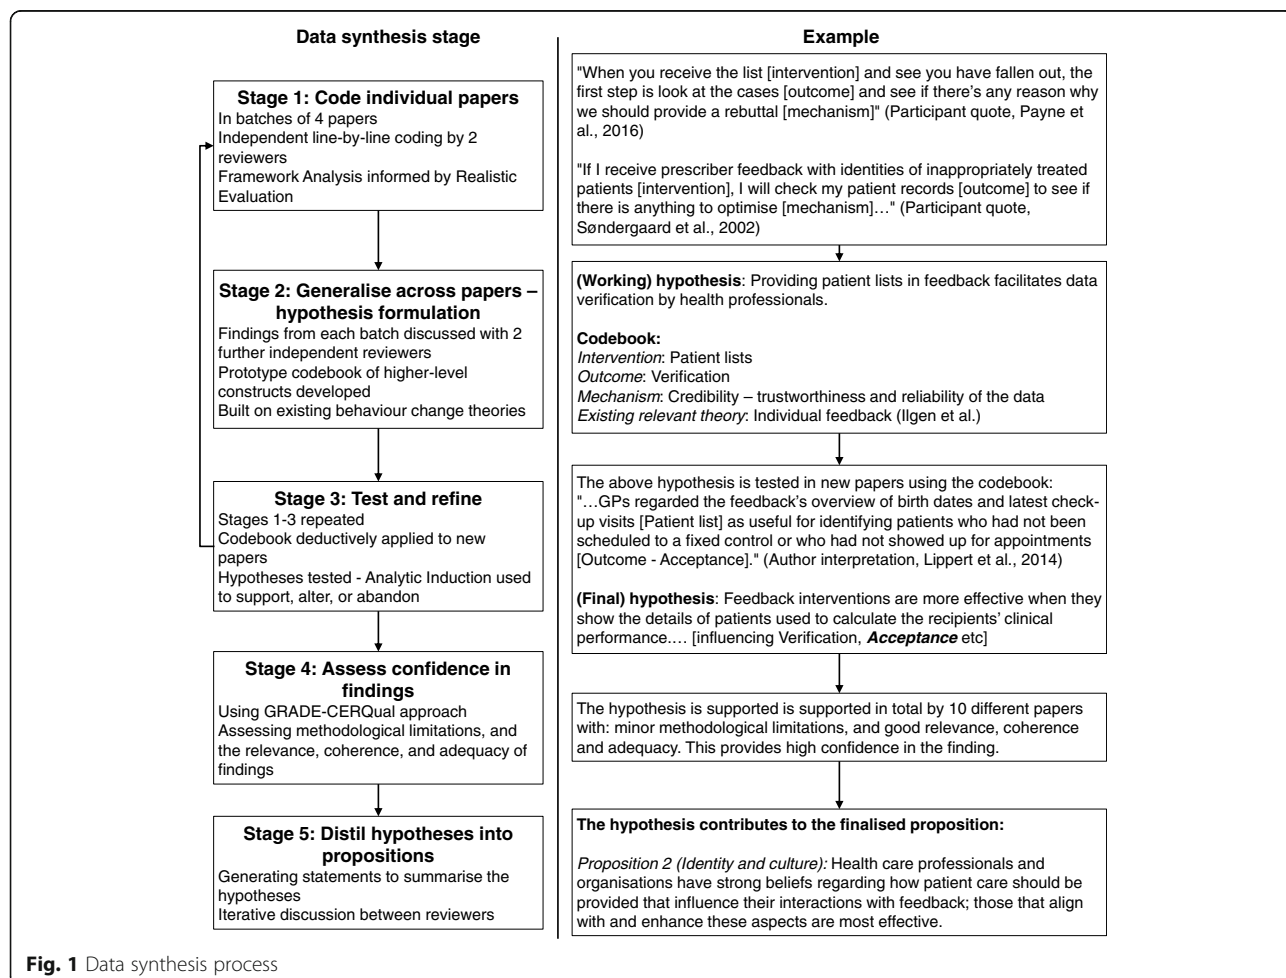 Data synthesis stage
Stage 1: Code individual papers
In batches of 4 papers
Independent line-by-line coding by 2
reviewers
Framework Analysis informed by Realistic
Evaluation
Stage 2: Generalise across papers –
hypothesis formulation
Findings from each batch discussed with 2
further independent reviewers
Prototype codebook of higher-level
constructs developed
Built on existing behaviour change theories
Stage 3: Test and refine
Stages 1-3 repeated
Codebook deductively applied to new
papers
Hypotheses tested - Analytic Induction used
to support, alter, or abandon
Stage 4: Assess confidence in
findings
Using GRADE-CERQual approach
Assessing methodological limitations, and
the relevance, coherence, and adequacy of
findings
Stage 5: Distil hypotheses into
propositions
Generating statements to summarise the
hypotheses
Iterative discussion between reviewers
Example
"When you receive the list [intervention] and see you have fallen out, the
first step is look at the cases [outcome] and see if there's any reason why
we should provide a rebuttal [mechanism]" (Participant quote, Payne et
al., 2016)
"If I receive prescriber feedback with identities of inappropriately treated
patients [intervention], I will check my patient records [outcome] to see if
there is anything to optimise [mechanism]…" (Participant quote,
Søndergaard et al., 2002)
(Working) hypothesis: Providing patient lists in feedback facilitates data
verification by health professionals.
Codebook:
Intervention: Patient lists
Outcome: Verification
Mechanism: Credibility – trustworthiness and reliability of the data
Existing relevant theory: Individual feedback (Ilgen et al.)
The above hypothesis is tested in new papers using the codebook:
"…GPs regarded the feedback's overview of birth dates and latest check-
up visits [Patient list] as useful for identifying patients who had not been
scheduled to a fixed control or who had not showed up for appointments
[Outcome - Acceptance]." (Author interpretation, Lippert et al., 2014)
(Final) hypothesis: Feedback interventions are more effective when they
show the details of patients used to calculate the recipients' clinical
performance.… [influencing Verification, Acceptance etc]
The hypothesis is supported is supported in total by 10 different papers
with: minor methodological limitations, and good relevance, coherence
and adequacy. This provides high confidence in the finding.
The hypothesis contributes to the finalised proposition:
Proposition 2 (Identity and culture): Health care professionals and
organisations have strong beliefs regarding how patient care should be
provided that influence their interactions with feedback; those that align
with and enhance these aspects are most effective.
Fig. 1 Data synthesis process